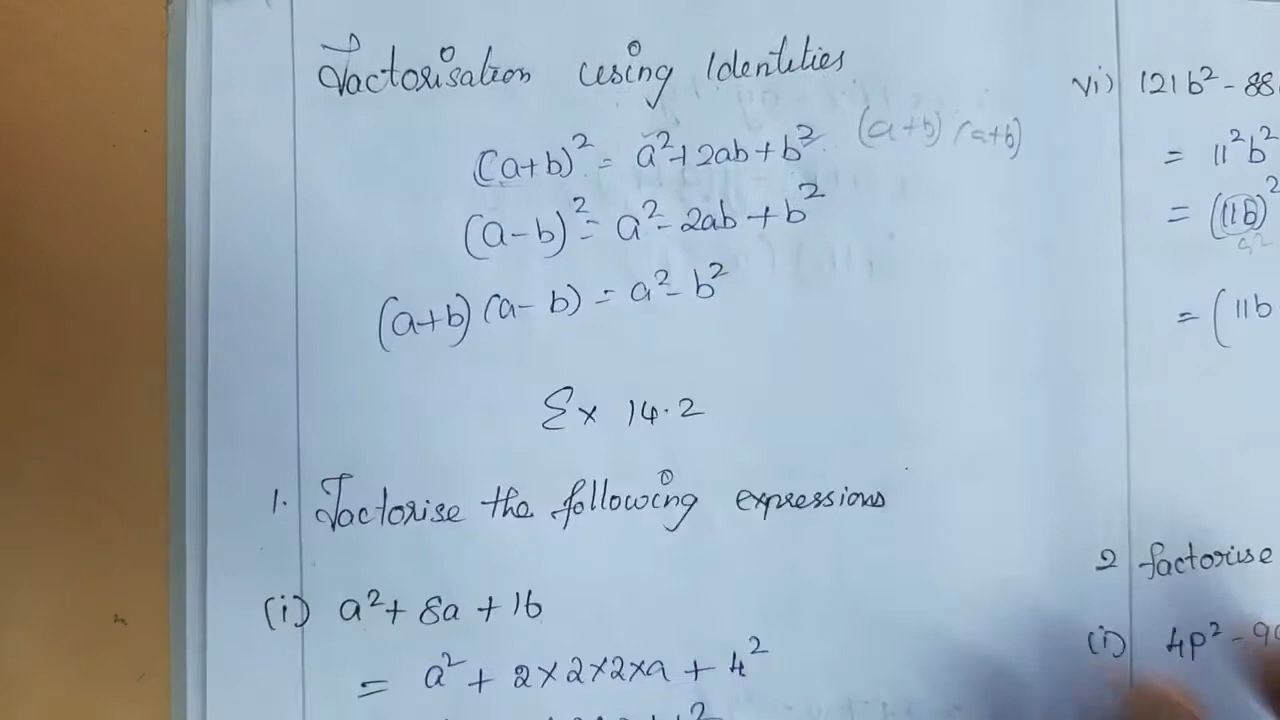 Factorisation using Identities
(a+b)² = a²+2ab+b² (a+b) (a+b)
(a-b)² = a²-2ab+b²
(a+b) (a-b) = a²-b²
Ex 14.2
1. Factorise the following expressions
(i) a²+ 8a + 16
= a² + 2×2×2×a + 4²
vi) 121b² - 88
= 11²b²
= (11b)²
= (11b
2 factorise
(i) 4p² - 9